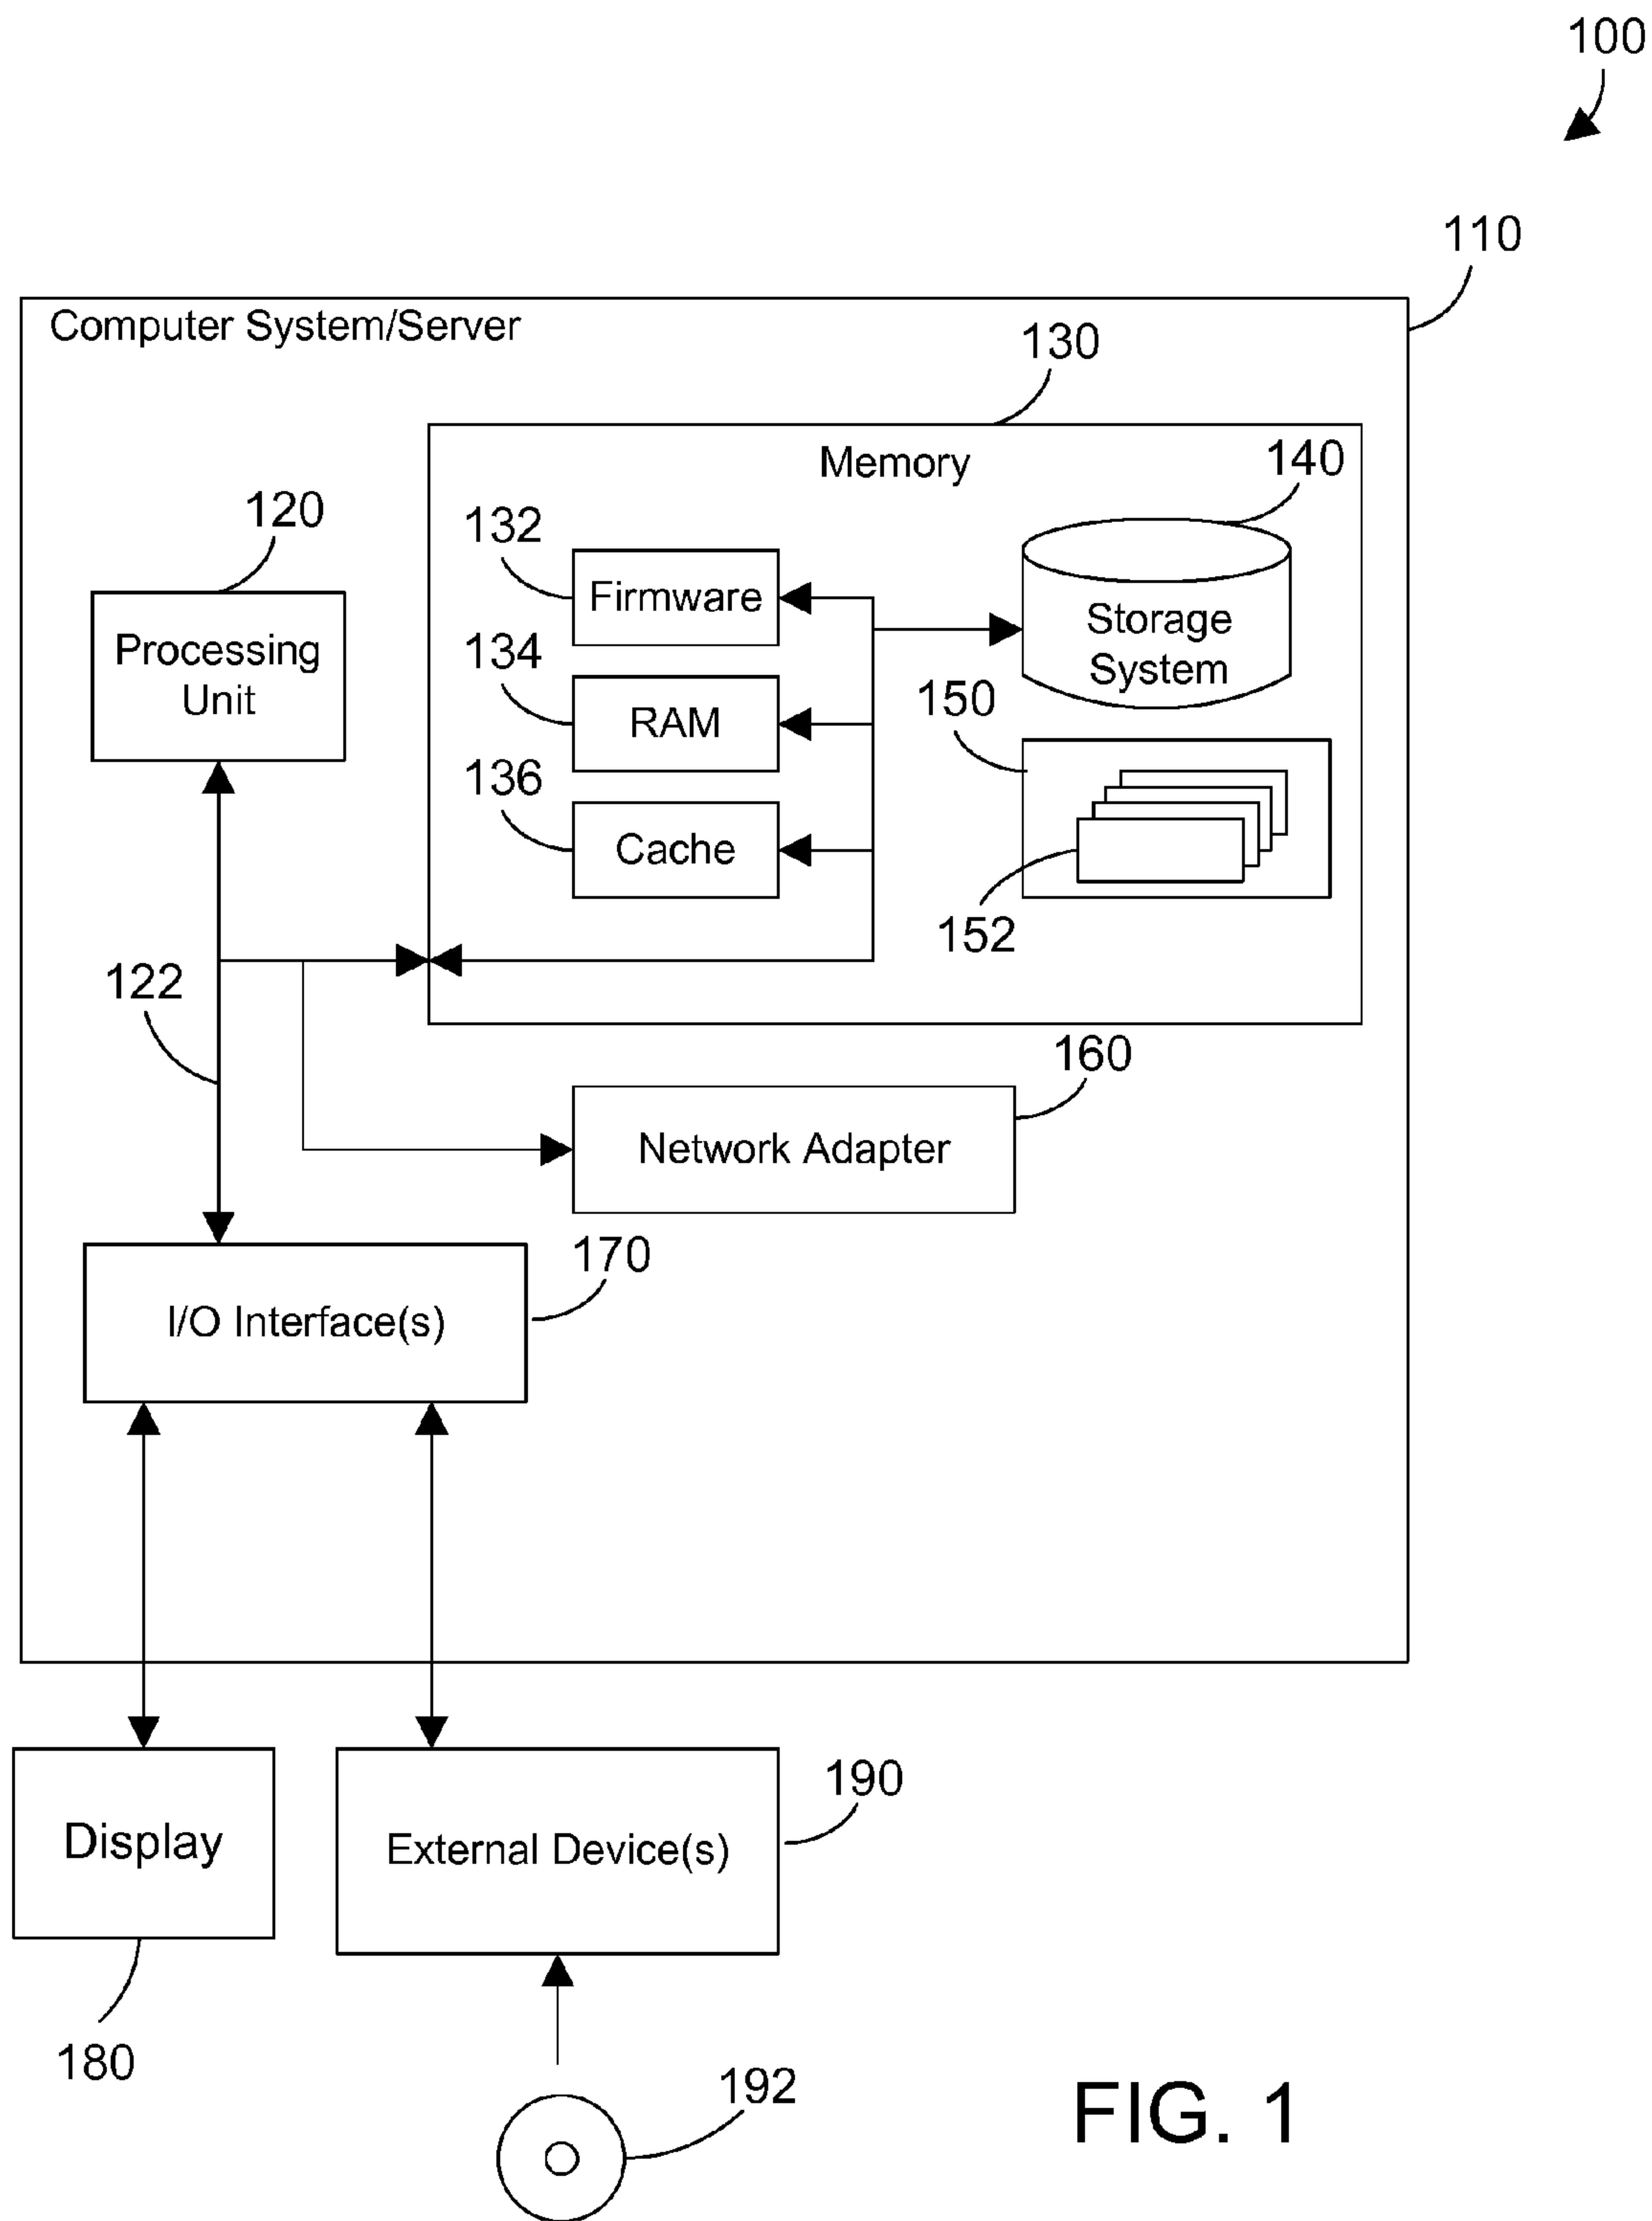 100
110
Computer System/Server
130
Memory
140
120
132
Firmware
Storage
System
Processing
Unit
134
RAM
150
136
Cache
152
122
160
Network Adapter
170
I/O Interface(s)
190
Display
External Device(s)
180
192
FIG. 1